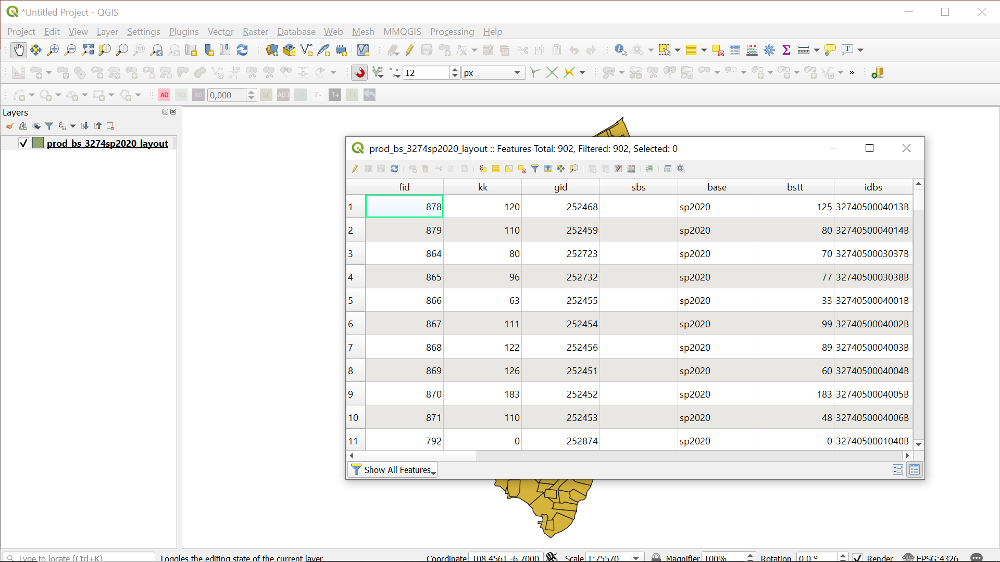 *Untitled Project - QGIS
Project Edit View Layer Settings Plugins Vector Raster Database Web Mesh MMQGIS Processing Help
12 px
AD MO RO 0,000 SC ADJ T- T+
Layers
prod_bs_3274sp2020_layout
prod_bs_3274sp2020_layout :: Features Total: 902, Filtered: 902, Selected: 0
fid kk gid sbs base bstt idbs
1 878 120 252468 sp2020 125 3274050004013B
2 879 110 252459 sp2020 80 3274050004014B
3 864 80 252723 sp2020 70 3274050003037B
4 865 96 252732 sp2020 77 3274050003038B
5 866 63 252455 sp2020 33 3274050004001B
6 867 111 252454 sp2020 99 3274050004002B
7 868 122 252456 sp2020 89 3274050004003B
8 869 126 252451 sp2020 60 3274050004004B
9 870 183 252452 sp2020 183 3274050004005B
10 871 110 252453 sp2020 48 3274050004006B
11 792 0 252874 sp2020 0 3274050001040B
Show All Features
Type to locate (Ctrl+K) Toggles the editing state of the current layer Coordinate 108.4561,-6.7000 Scale 1:75570 Magnifier 100% Rotation 0,0 ° Render EPSG:4326